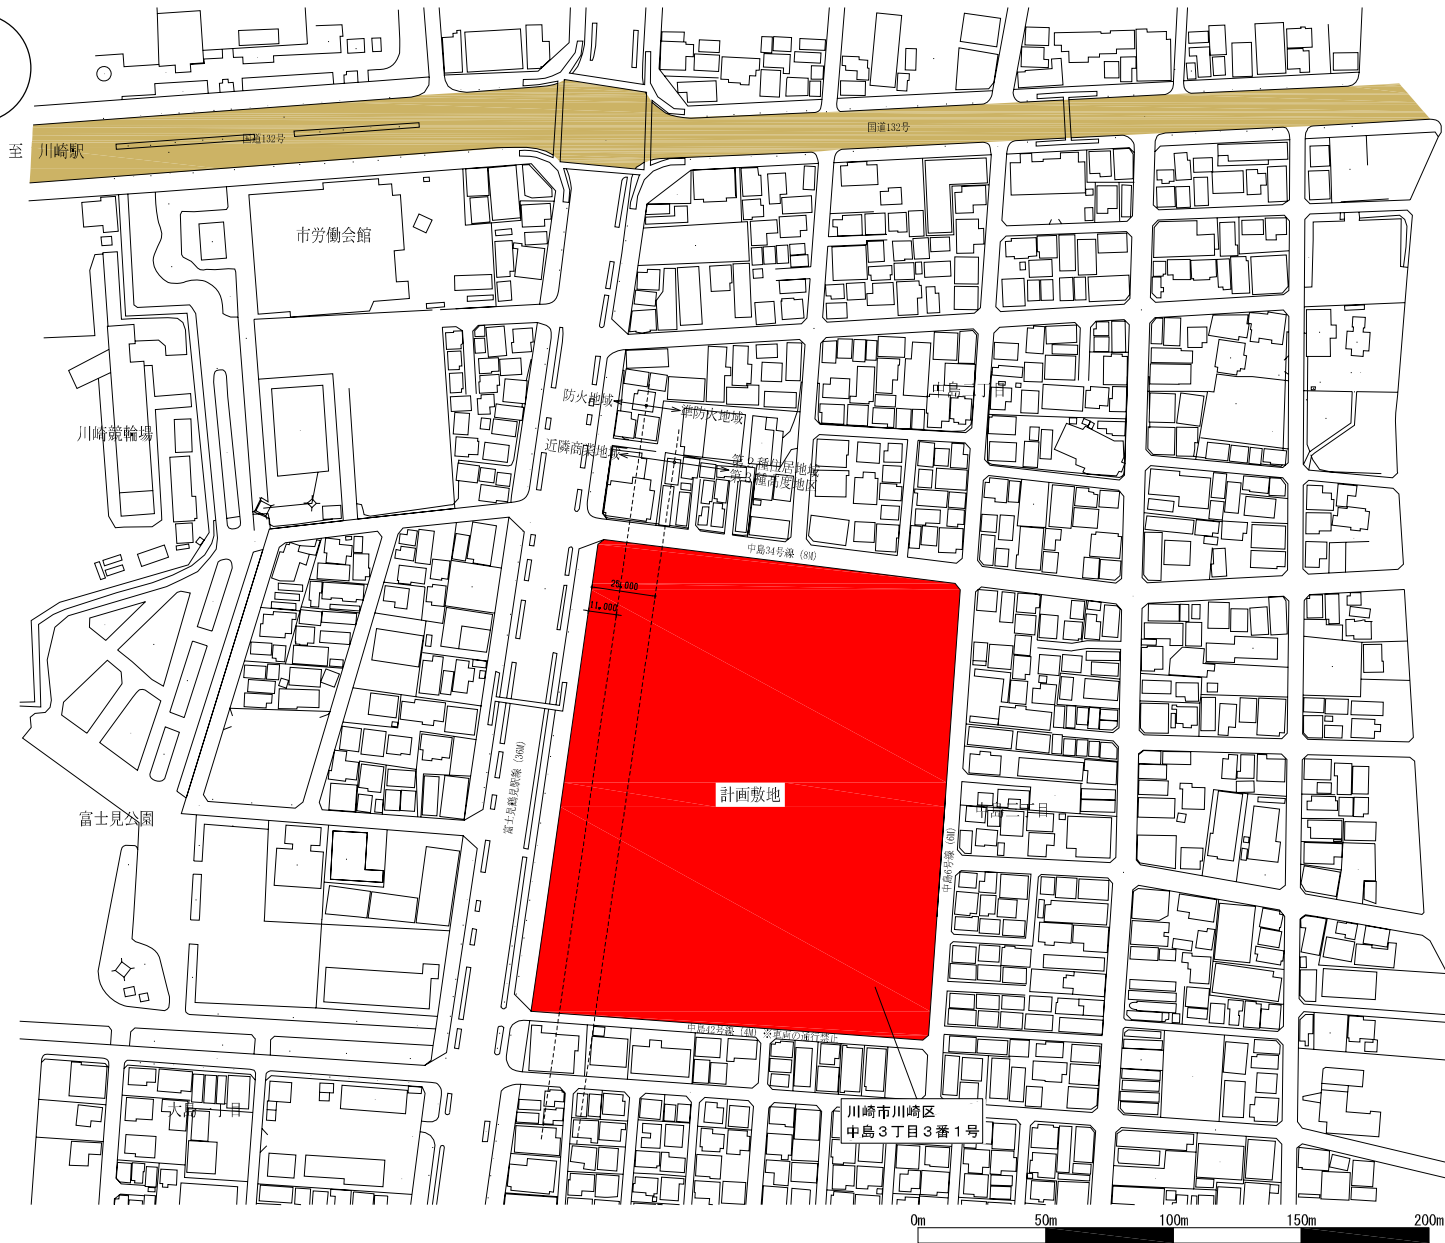 国道132号
国道132号
至 川崎駅
市労働会館
防火地域
準防火地域
中島二丁目
川崎競輪場
近隣商業地域
第2種住居地域
第3種高度地区
中島34号線 (8M)
25,000
11,000
富士見鶴見駅線 (36M)
計画敷地
中島三丁目
富士見公園
中島6号線 (6M)
中島42号線 (4M) ※車両の通行禁止
大島一丁目
川崎市川崎区
中島3丁目3番1号
0m 50m 100m 150m 200m